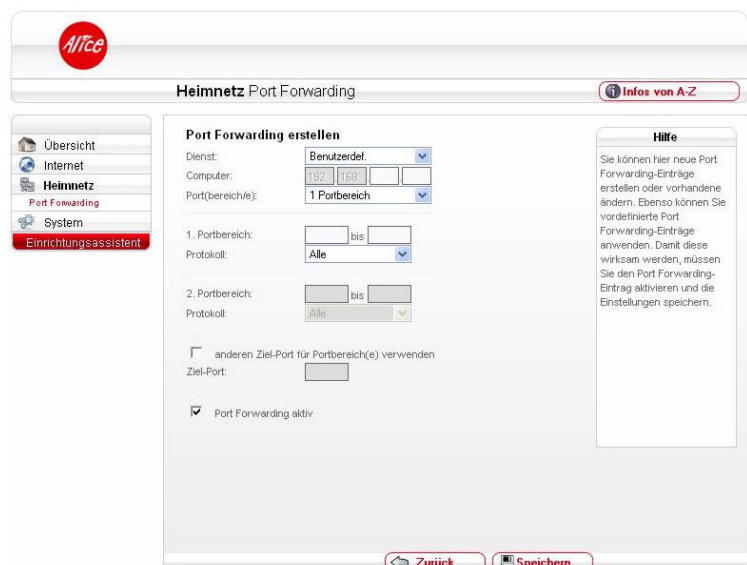 Alice
Heimnetz Port Forwarding
Infos von A-Z
Übersicht
Internet
Heimnetz
Port Forwarding
System
Einrichtungsassistent
Port Forwarding erstellen
Dienst: Benutzerdef.
Computer: 192 . 168 . .
Port(bereich/e): 1 Portbereich
1. Portbereich: bis
Protokoll: Alle
2. Portbereich: bis
Protokoll: Alle
anderen Ziel-Port für Portbereich(e) verwenden
Ziel-Port:
Port Forwarding aktiv
Hilfe
Sie können hier neue Port
Forwarding-Einträge
erstellen oder vorhandene
ändern. Ebenso können Sie
vordefinierte Port
Forwarding-Einträge
anwenden. Damit diese
wirksam werden, müssen
Sie den Port Forwarding-
Eintrag aktivieren und die
Einstellungen speichern.
Zurück
Speichern